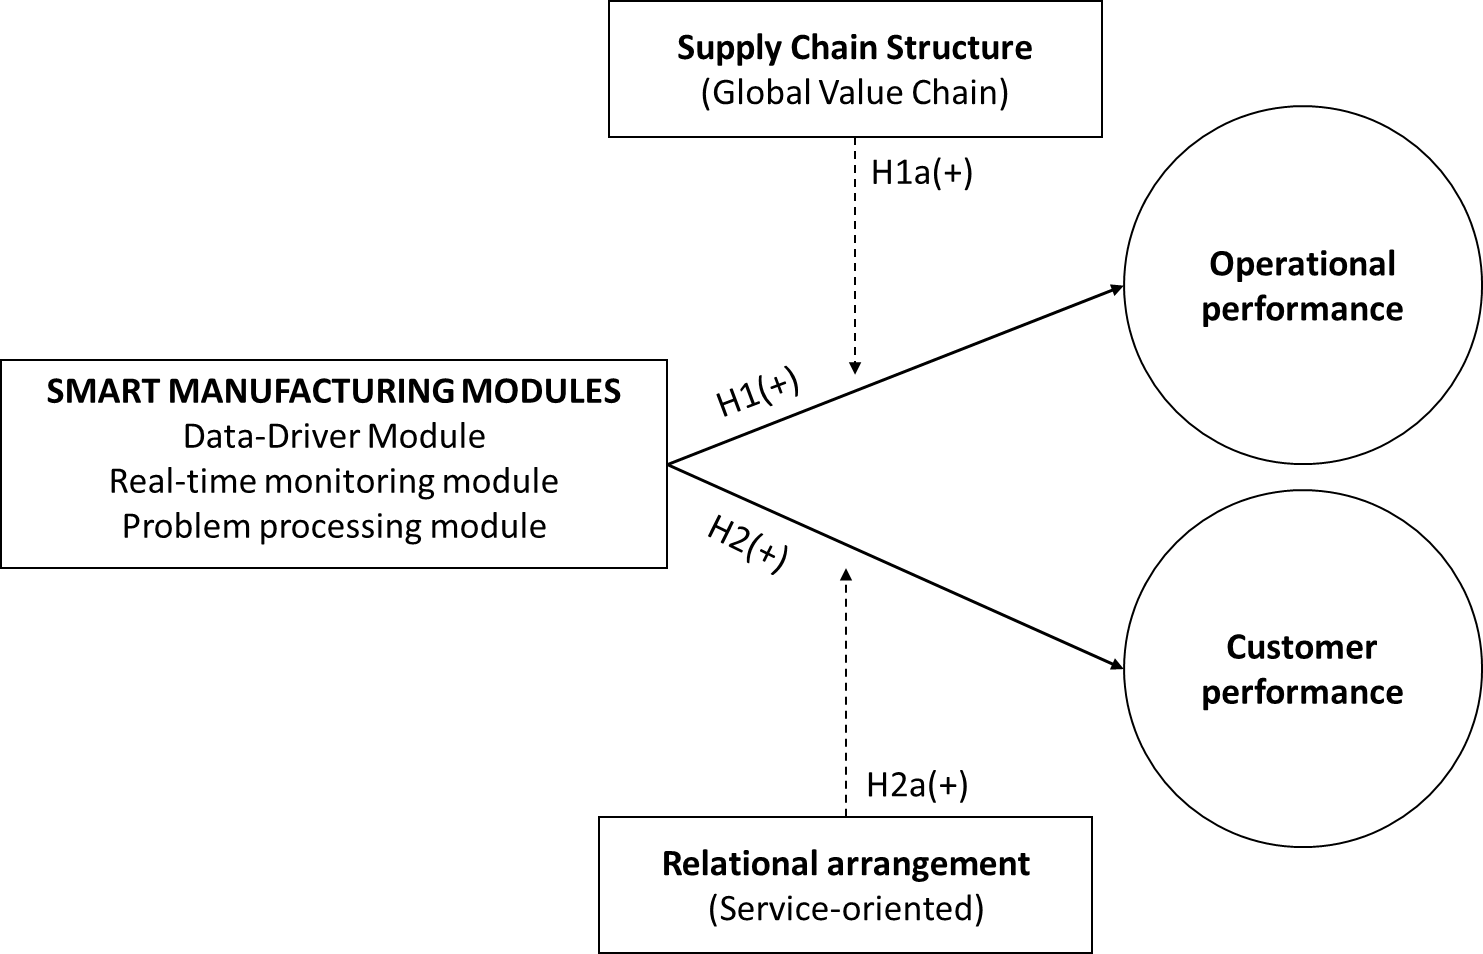 Supply Chain Structure
(Global Value Chain)
H1a(+)
Operational
performance
SMART MANUFACTURING MODULES
Data-Driver Module
Real-time monitoring module
Problem processing module
H1(+)
H2(+)
Customer
performance
H2a(+)
Relational arrangement
(Service-oriented)